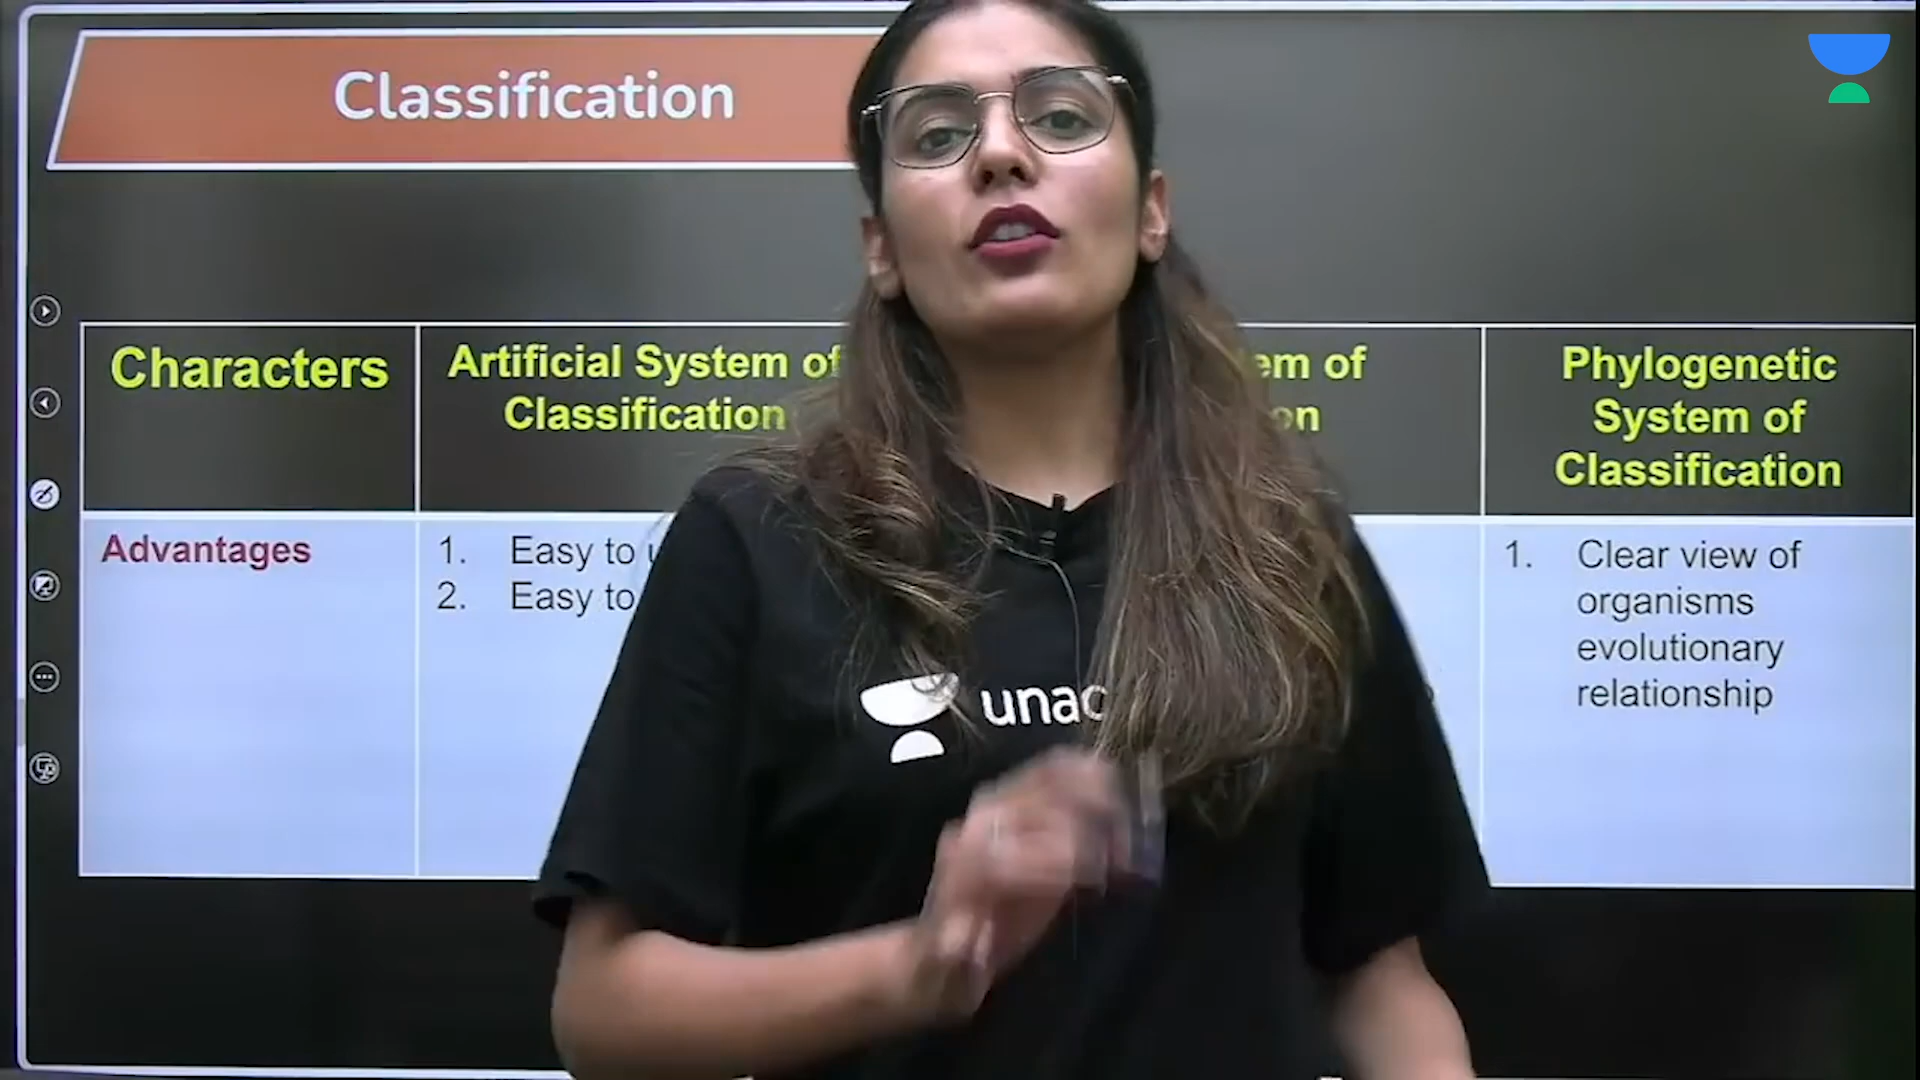 Classification
Characters
Artificial System of
Classification
em of
on
Phylogenetic
System of
Classification
Advantages
1. Easy to
2. Easy to
1. Clear view of
organisms
evolutionary
relationship
unac